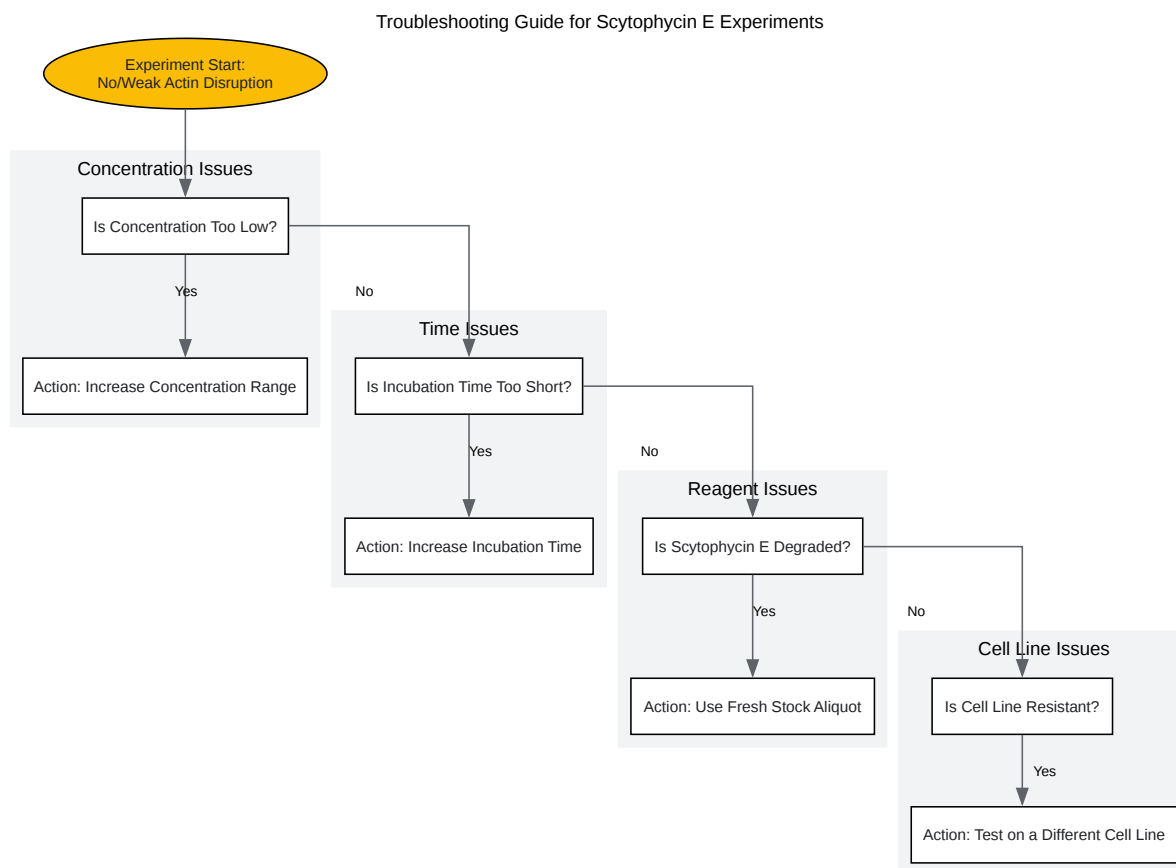 Troubleshooting Guide for Scytophycin E Experiments
Experiment Start:
No/Weak Actin Disruption
Concentration Issues
Is Concentration Too Low?
Yes
No
Action: Increase Concentration Range
Time Issues
Is Incubation Time Too Short?
Yes
No
Action: Increase Incubation Time
Reagent Issues
Is Scytophycin E Degraded?
Yes
No
Action: Use Fresh Stock Aliquot
Cell Line Issues
Is Cell Line Resistant?
Yes
Action: Test on a Different Cell Line